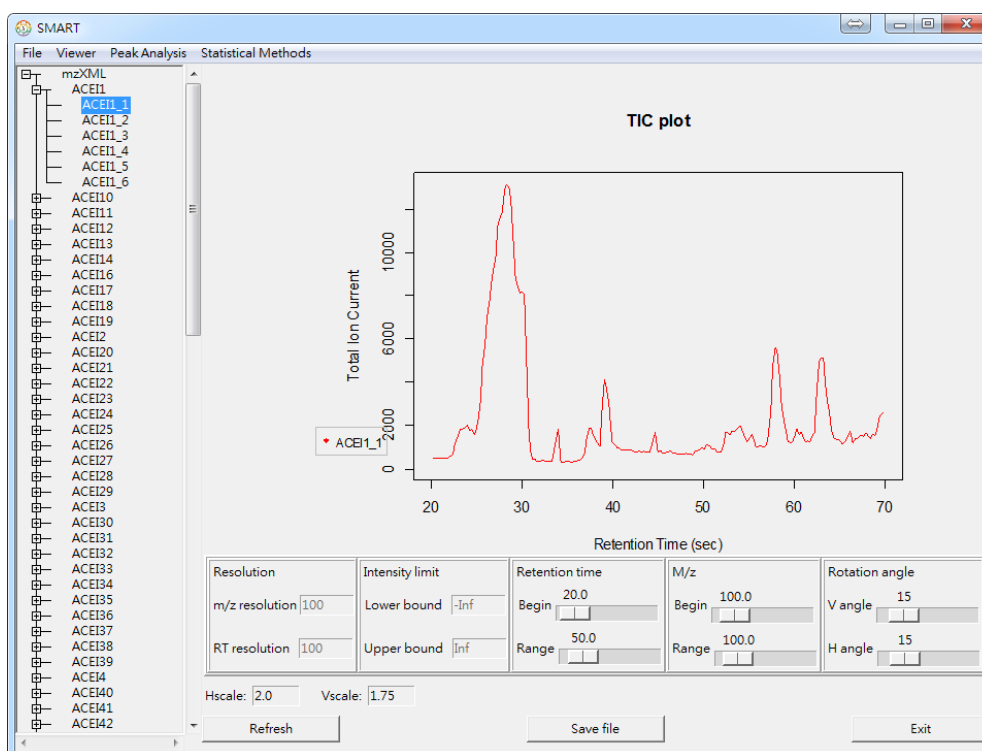 SMART
File Viewer Peak Analysis Statistical Methods
mzXML
ACEI1
ACEI1_1
ACEI1_2
ACEI1_3
ACEI1_4
ACEI1_5
ACEI1_6
ACEI10
ACEI11
ACEI12
ACEI13
ACEI14
ACEI16
ACEI17
ACEI18
ACEI19
ACEI2
ACEI20
ACEI21
ACEI22
ACEI23
ACEI24
ACEI25
ACEI26
ACEI27
ACEI28
ACEI29
ACEI3
ACEI30
ACEI31
ACEI32
ACEI33
ACEI34
ACEI35
ACEI36
ACEI37
ACEI38
ACEI39
ACEI4
ACEI40
ACEI41
ACEI42
TIC plot
Total Ion Current
10000
6000
2000
0
ACEI1_1
20 30 40 50 60 70
Retention Time (sec)
Resolution
m/z resolution 100
RT resolution 100
Intensity limit
Lower bound -Inf
Upper bound Inf
Retention time
20.0
Begin
50.0
Range
M/z
100.0
Begin
100.0
Range
Rotation angle
15
V angle
15
H angle
Hscale: 2.0 Vscale: 1.75
Refresh Save file Exit